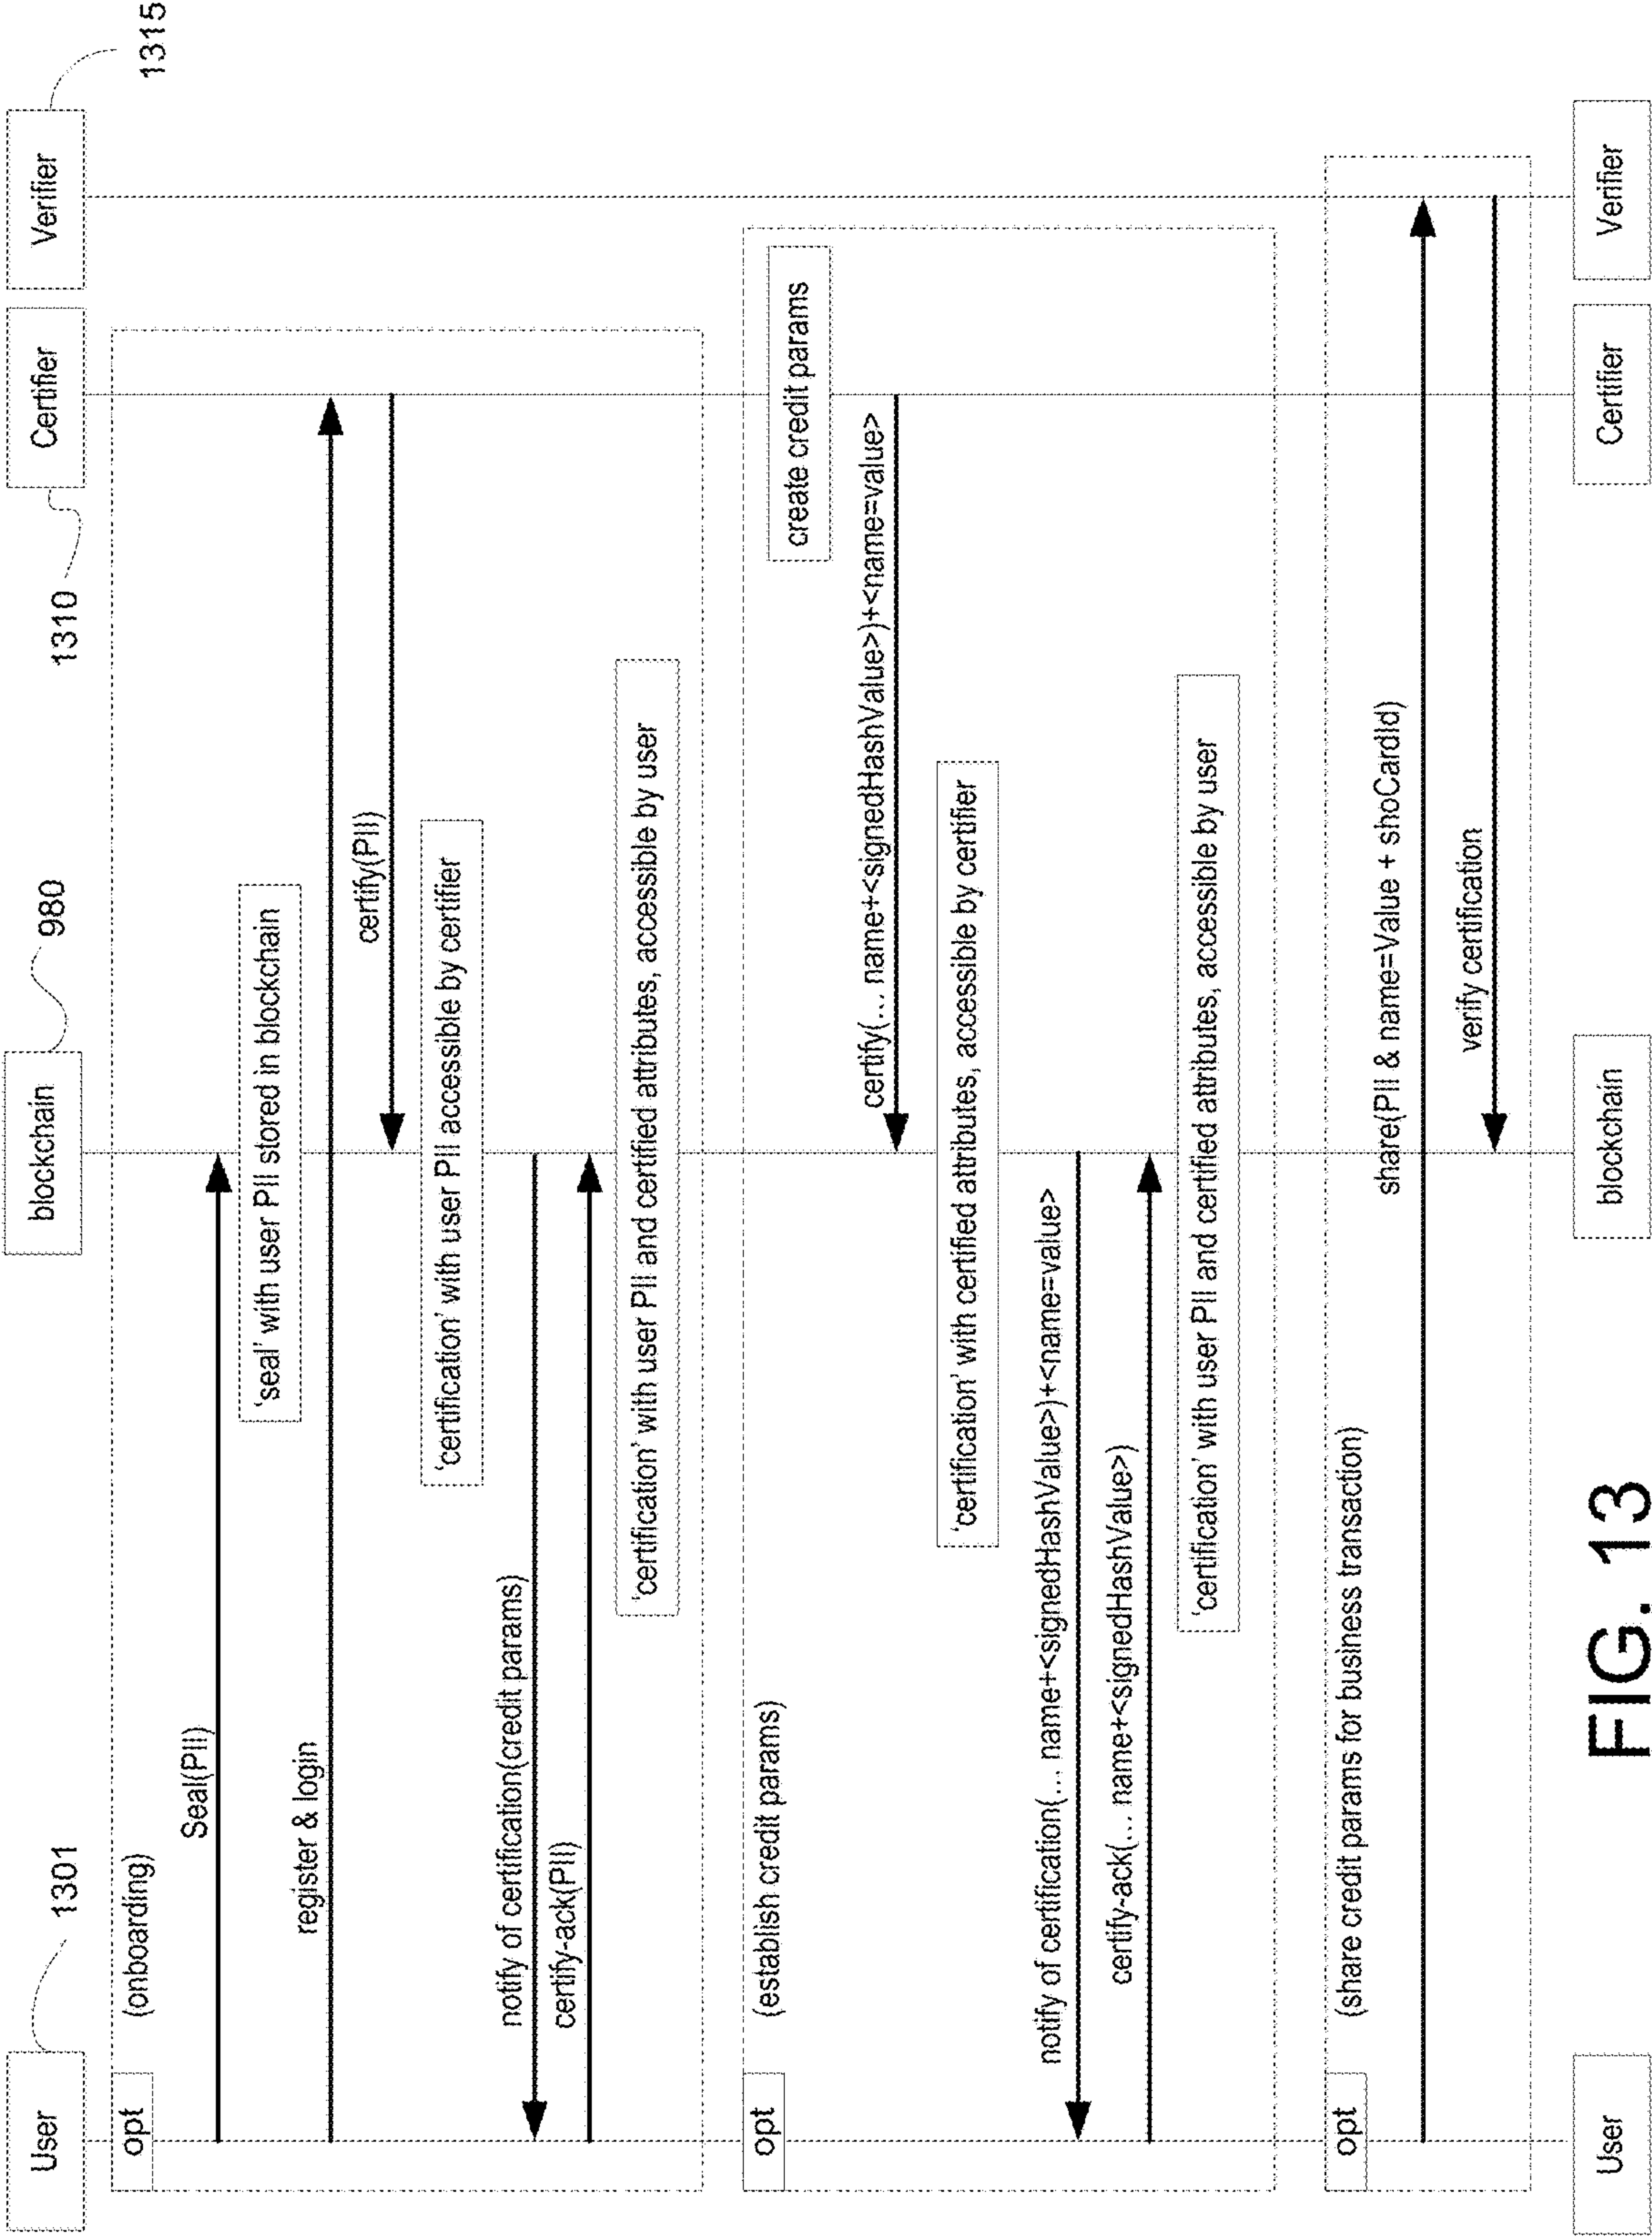 1301
980
1310
1315
User
blockchain
Certifier
Verifier
opt
(onboarding)
Seal(PII)
'seal' with user PII stored in blockchain
register & login
certify(PII)
'certification' with user PII accessible by certifier
notify of certification(credit params)
certify-ack(PII)
'certification' with user PII and certified attributes, accessible by user
opt
(establish credit params)
create credit params
certify(... name+<signedHashValue>)+<name=value>
'certification' with certified attributes, accessible by certifier
notify of certification(... name+<signedHashValue>)+<name=value>
certify-ack(... name+<signedHashValue>)
'certification' with user PII and certified attributes, accessible by user
opt
(share credit params for business transaction)
share(PII & name=Value + shoCardId)
verify certification
User
blockchain
Certifier
Verifier
FIG. 13